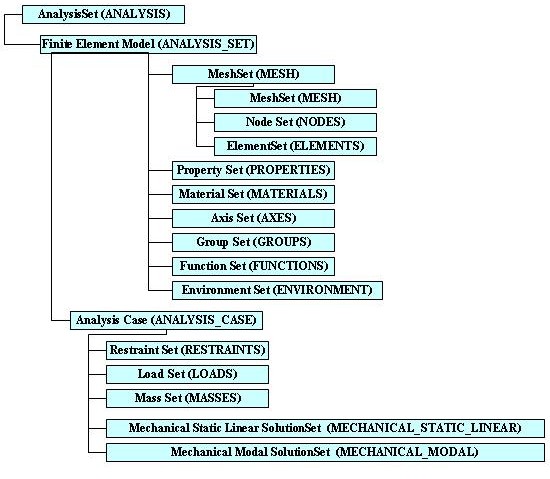 AnalysisSet (ANALYSIS)
Finite Element Model (ANALYSIS_SET)
MeshSet (MESH)
MeshSet (MESH)
Node Set (NODES)
ElementSet (ELEMENTS)
Property Set (PROPERTIES)
Material Set (MATERIALS)
Axis Set (AXES)
Group Set (GROUPS)
Function Set (FUNCTIONS)
Environment Set (ENVIRONMENT)
Analysis Case (ANALYSIS_CASE)
Restraint Set (RESTRAINTS)
Load Set (LOADS)
Mass Set (MASSES)
Mechanical Static Linear SolutionSet (MECHANICAL_STATIC_LINEAR)
Mechanical Modal SolutionSet (MECHANICAL_MODAL)